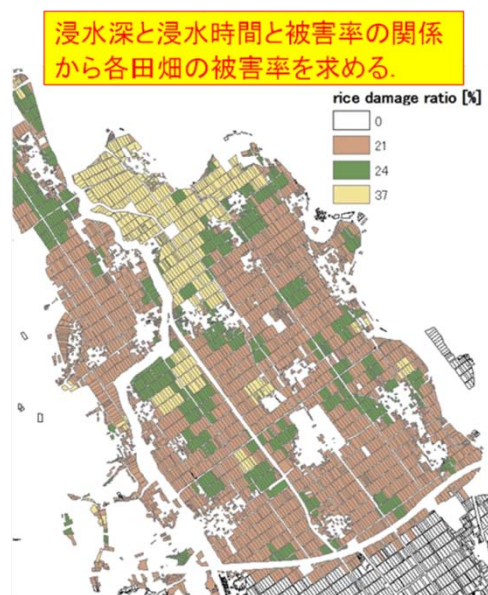 浸水深と浸水時間と被害率の関係
から各田畑の被害率を求める.
rice damage ratio [%]
0
21
24
37